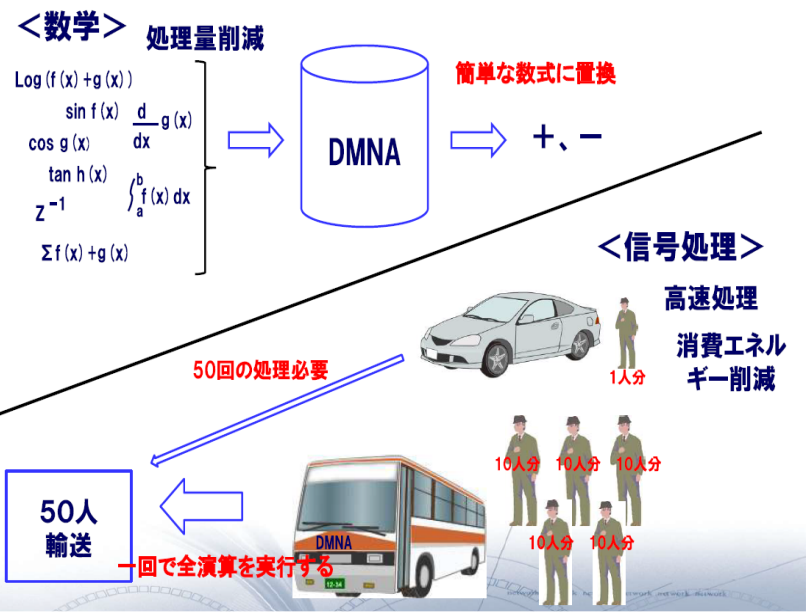 ＜数学＞
処理量削減
Log(f(x)+g(x))
sin f(x)
d
dx
g(x)
cos g(x)
tan h(x)
∫
b
a
f(x)dx
Z⁻¹
Σf(x)+g(x)
DMNA
簡単な数式に置換
＋、－
＜信号処理＞
高速処理
消費エネル
ギー削減
1人分
50回の処理必要
10人分 10人分 10人分
10人分 10人分
50人
輸送
DMNA
一回で全演算を実行する
12-34
network network network